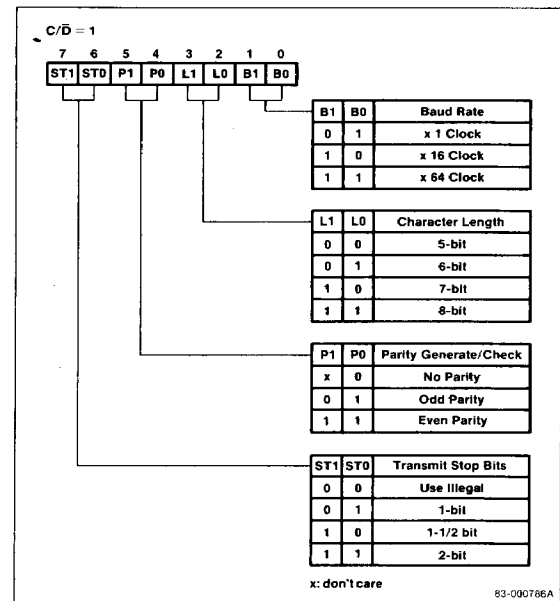 C/D̅ = 1
7 6 5 4 3 2 1 0
ST1 ST0 P1 P0 L1 L0 B1 B0
B1 B0 Baud Rate
0 1 x 1 Clock
1 0 x 16 Clock
1 1 x 64 Clock
L1 L0 Character Length
0 0 5-bit
0 1 6-bit
1 0 7-bit
1 1 8-bit
P1 P0 Parity Generate/Check
x 0 No Parity
0 1 Odd Parity
1 1 Even Parity
ST1 ST0 Transmit Stop Bits
0 0 Use Illegal
0 1 1-bit
1 0 1-1/2 bit
1 1 2-bit
x: don't care
83-000786A